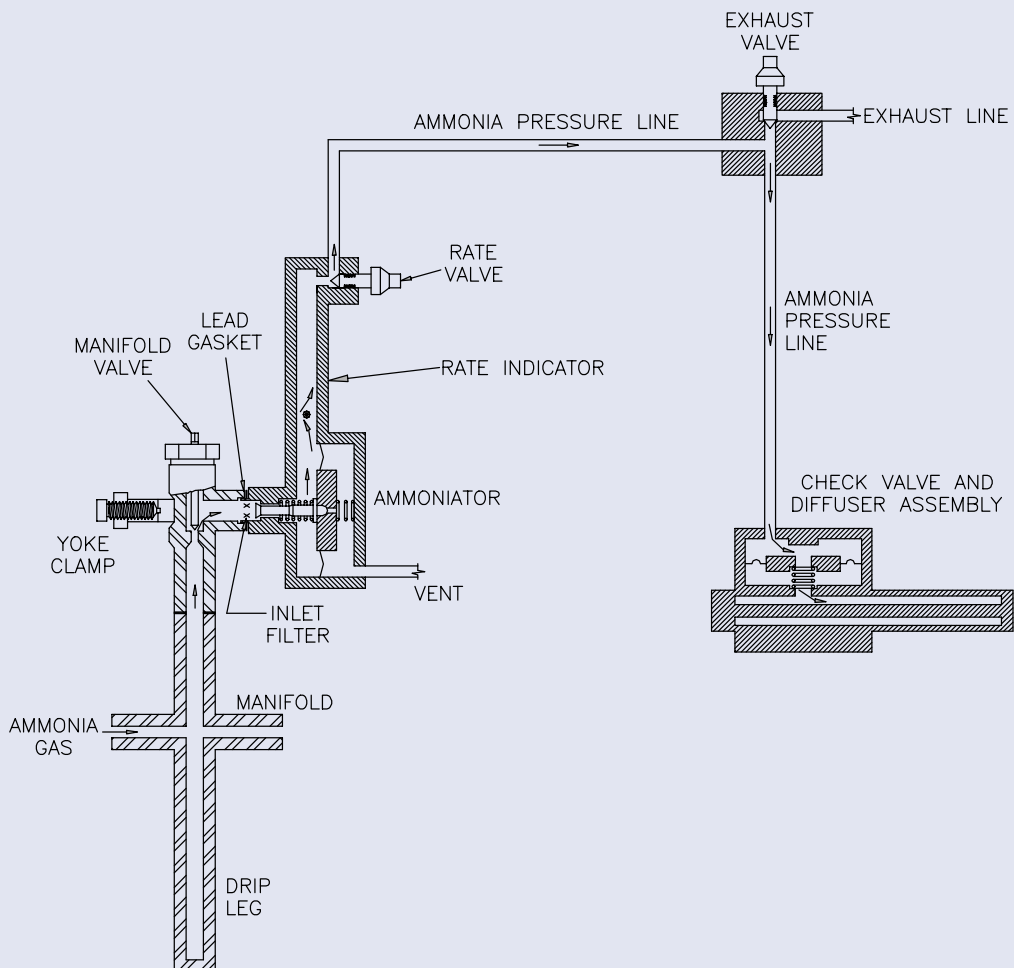 EXHAUST
VALVE
EXHAUST LINE
AMMONIA PRESSURE LINE
RATE
VALVE
LEAD
GASKET
MANIFOLD
VALVE
AMMONIA
PRESSURE
LINE
RATE INDICATOR
CHECK VALVE AND
DIFFUSER ASSEMBLY
AMMONIATOR
YOKE
CLAMP
VENT
INLET
FILTER
MANIFOLD
AMMONIA
GAS
DRIP
LEG